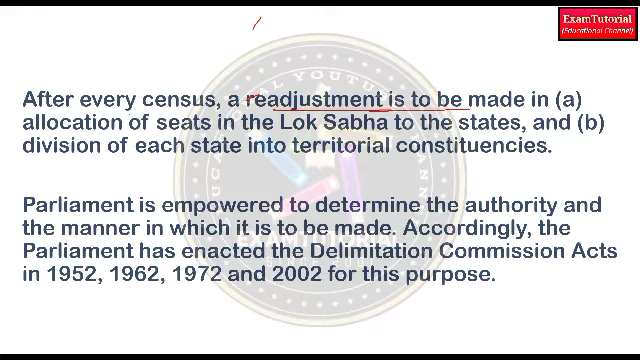 ExamTutorial
(Educational Channel)
After every census, a readjustment is to be made in (a)
allocation of seats in the Lok Sabha to the states, and (b)
division of each state into territorial constituencies.
Parliament is empowered to determine the authority and
the manner in which it is to be made. Accordingly, the
Parliament has enacted the Delimitation Commission Acts
in 1952, 1962, 1972 and 2002 for this purpose.